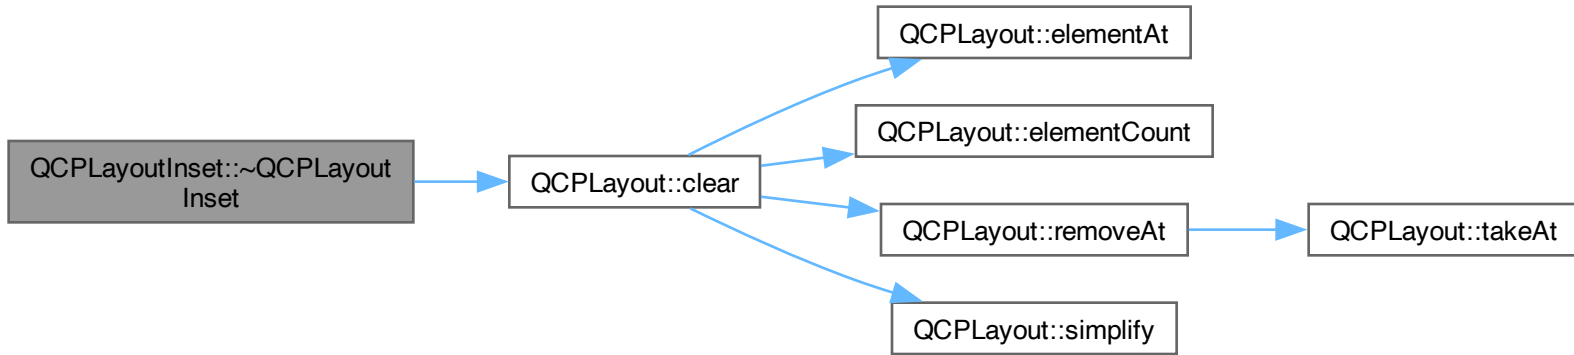 QCPLayoutInset::~QCPLayout
Inset
QCPLayout::clear
QCPLayout::elementAt
QCPLayout::elementCount
QCPLayout::removeAt
QCPLayout::takeAt
QCPLayout::simplify